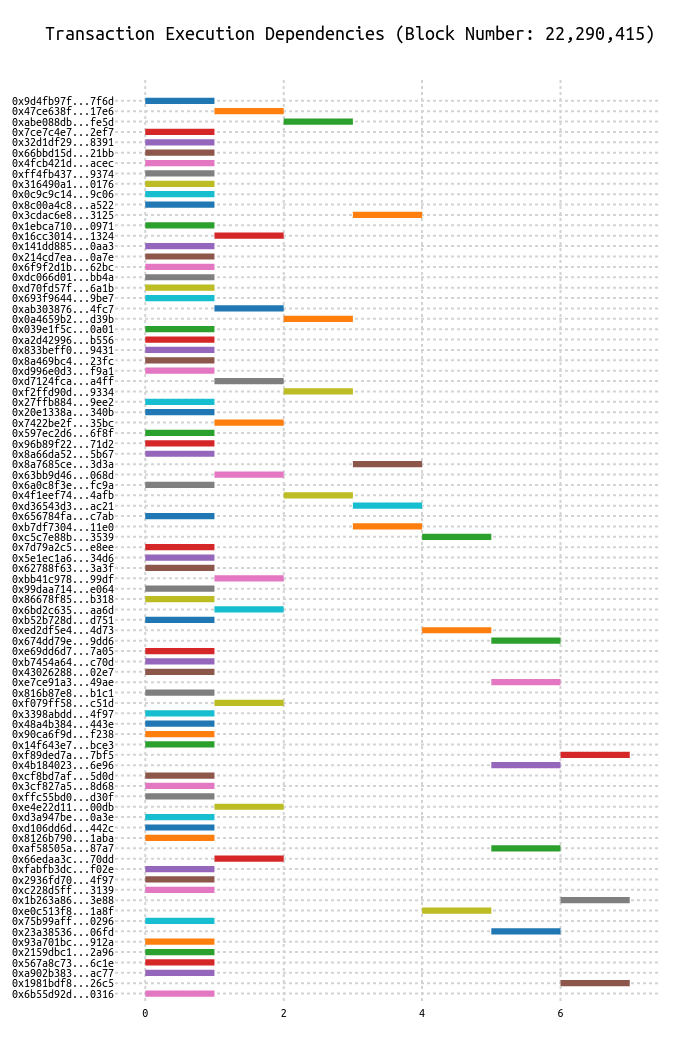 Transaction Execution Dependencies (Block Number: 22,290,415)
0x9d4fb97f...7f6d
0x47ce638f...17e6
0xabe088db...fe5d
0x7ce7c4e7...2ef7
0x32d1df29...8391
0x66bbd15d...21bb
0x4fcb421d...acec
0xff4fb437...9374
0x316490a1...0176
0x0c9c9c14...9c06
0x8c00a4c8...a522
0x3cdac6e8...3125
0x1ebca710...0971
0x16cc3014...1324
0x141dd885...0aa3
0x214cd7ea...0a7e
0x6f9f2d1b...62bc
0xdc066d01...bb4a
0xd70fd57f...6a1b
0x693f9644...9be7
0xab303876...4fc7
0x0a4659b2...d39b
0x039e1f5c...0a01
0xa2d42996...b556
0x833beff0...9431
0x8a469bc4...23fc
0xd996e0d3...f9a1
0xd7124fca...a4ff
0xf2ffd90d...9334
0x27ffb884...9ee2
0x20e1338a...340b
0x7422be2f...35bc
0x597ec2d6...6f8f
0x96b89f22...71d2
0x8a66da52...5b67
0x8a7685ce...3d3a
0x63bb9d46...068d
0x6a0c8f3e...fc9a
0x4f1eef74...4afb
0xd36543d3...ac21
0x656784fa...c7ab
0xb7df7304...11e0
0xc5c7e88b...3539
0x7d79a2c5...e8ee
0x5e1ec1a6...34d6
0x62788f63...3a3f
0xbb41c978...99df
0x99daa714...e064
0x86678f85...b318
0x6bd2c635...aa6d
0xb52b728d...d751
0xed2df5e4...4d73
0x674dd79e...9dd6
0xe69dd6d7...7a05
0xb7454a64...c70d
0x43026288...02e7
0xe7ce91a3...49ae
0x816b87e8...b1c1
0xf079ff58...c51d
0x3398abdd...4f97
0x48a4b384...443e
0x90ca6f9d...f238
0x14f643e7...bce3
0xf89ded7a...7bf5
0x4b184023...6e96
0xcf8bd7af...5d0d
0x3cf827a5...8d68
0xffc55bd0...d30f
0xe4e22d11...00db
0xd3a947be...0a3e
0xd106dd6d...442c
0x8126b790...1aba
0xaf58505a...87a7
0x66edaa3c...70dd
0xfabfb3dc...f02e
0x2936fd70...4f97
0xc228d5ff...3139
0x1b263a86...3e88
0xe0c513f8...1a8f
0x75b99aff...0296
0x23a38536...06fd
0x93a701bc...912a
0x2159dbc1...2a96
0x567a8c73...6c1e
0xa902b383...ac77
0x1981bdf8...26c5
0x6b55d92d...0316
0 2 4 6